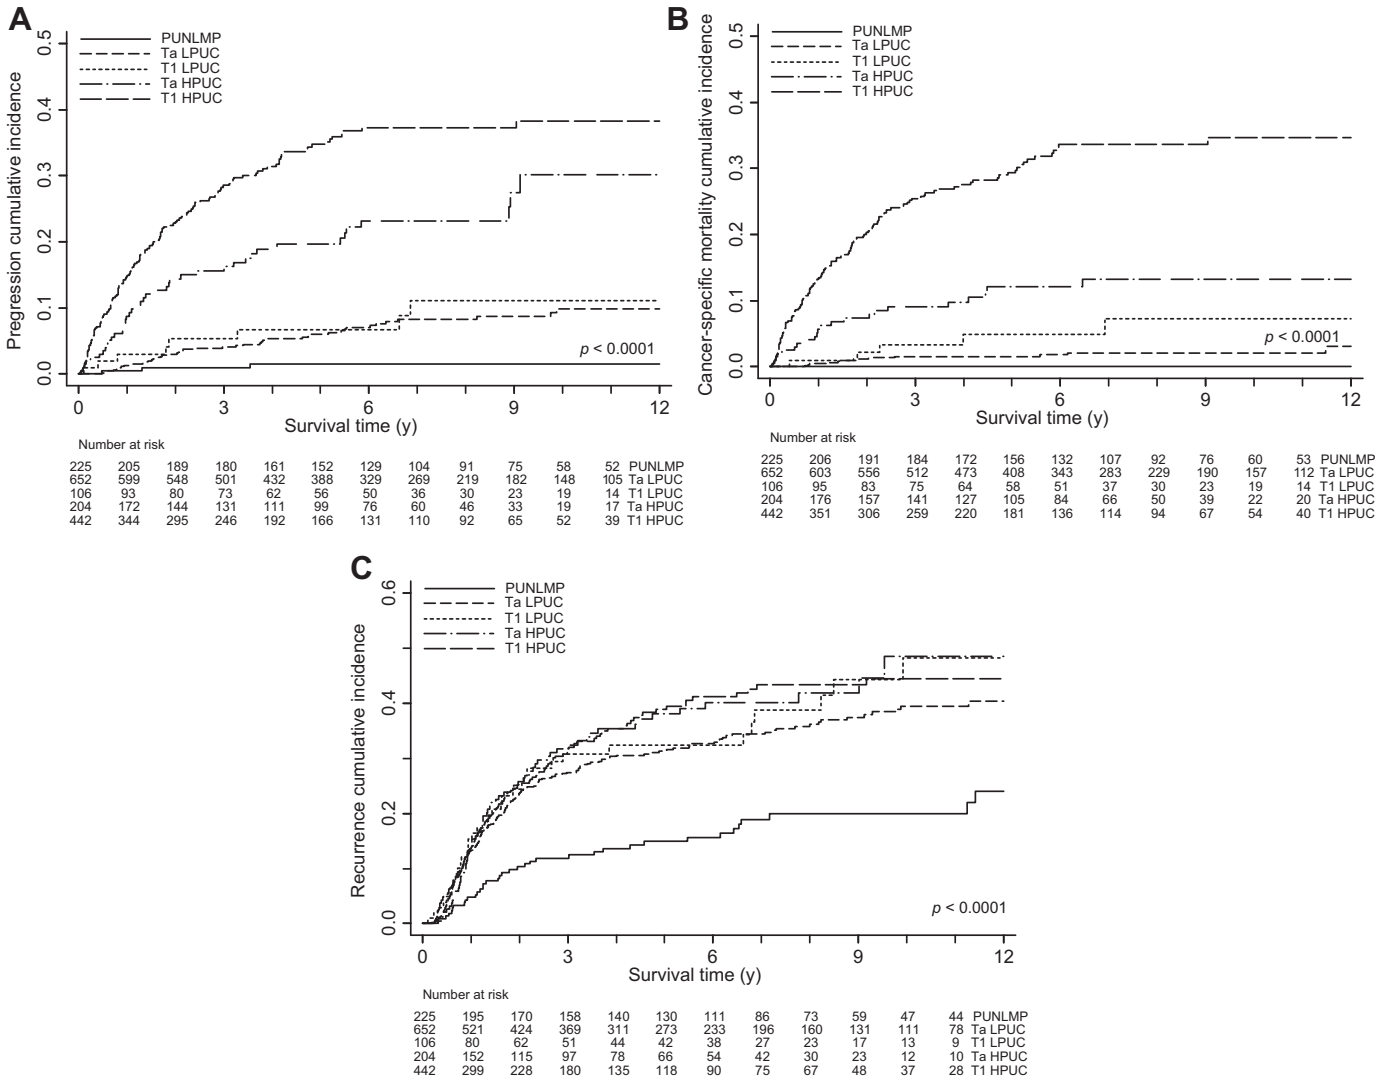 A
Pregression cumulative incidence
0.5
0.4
0.3
0.2
0.1
0.0
PUNLMP
Ta LPUC
T1 LPUC
Ta HPUC
T1 HPUC
p < 0.0001
0 3 6 9 12
Survival time (y)
Number at risk
225 205 189 180 161 152 129 104 91 75 58 52 PUNLMP
652 599 548 501 432 388 329 269 219 182 148 105 Ta LPUC
106 93 80 73 62 56 50 36 30 23 19 14 T1 LPUC
204 172 144 131 111 99 76 60 46 33 19 17 Ta HPUC
442 344 295 246 192 166 131 110 92 65 52 39 T1 HPUC
B
Cancer-specific mortality cumulative incidence
0.5
0.4
0.3
0.2
0.1
0.0
PUNLMP
Ta LPUC
T1 LPUC
Ta HPUC
T1 HPUC
p < 0.0001
0 3 6 9 12
Survival time (y)
Number at risk
225 206 191 184 172 156 132 107 92 76 60 53 PUNLMP
652 603 556 512 473 408 343 283 229 190 157 112 Ta LPUC
106 95 83 75 64 58 51 37 30 23 19 14 T1 LPUC
204 176 157 141 127 105 84 66 50 39 22 20 Ta HPUC
442 351 306 259 220 181 136 114 94 67 54 40 T1 HPUC
C
Recurrence cumulative incidence
0.6
0.4
0.2
0.0
PUNLMP
Ta LPUC
T1 LPUC
Ta HPUC
T1 HPUC
p < 0.0001
0 3 6 9 12
Survival time (y)
Number at risk
225 195 170 158 140 130 111 86 73 59 47 44 PUNLMP
652 521 424 369 311 273 233 196 160 131 111 78 Ta LPUC
106 80 62 51 44 42 38 27 23 17 13 9 T1 LPUC
204 152 115 97 78 66 54 42 30 23 12 10 Ta HPUC
442 299 228 180 135 118 90 75 67 48 37 28 T1 HPUC